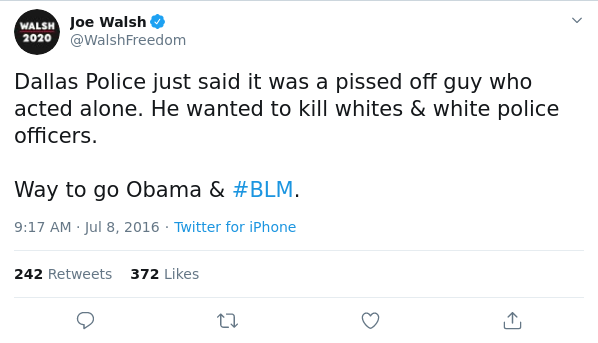 WALSH
2020
Joe Walsh
@WalshFreedom
Dallas Police just said it was a pissed off guy who
acted alone. He wanted to kill whites & white police
officers.
Way to go Obama & #BLM.
9:17 AM · Jul 8, 2016 · Twitter for iPhone
242 Retweets 372 Likes